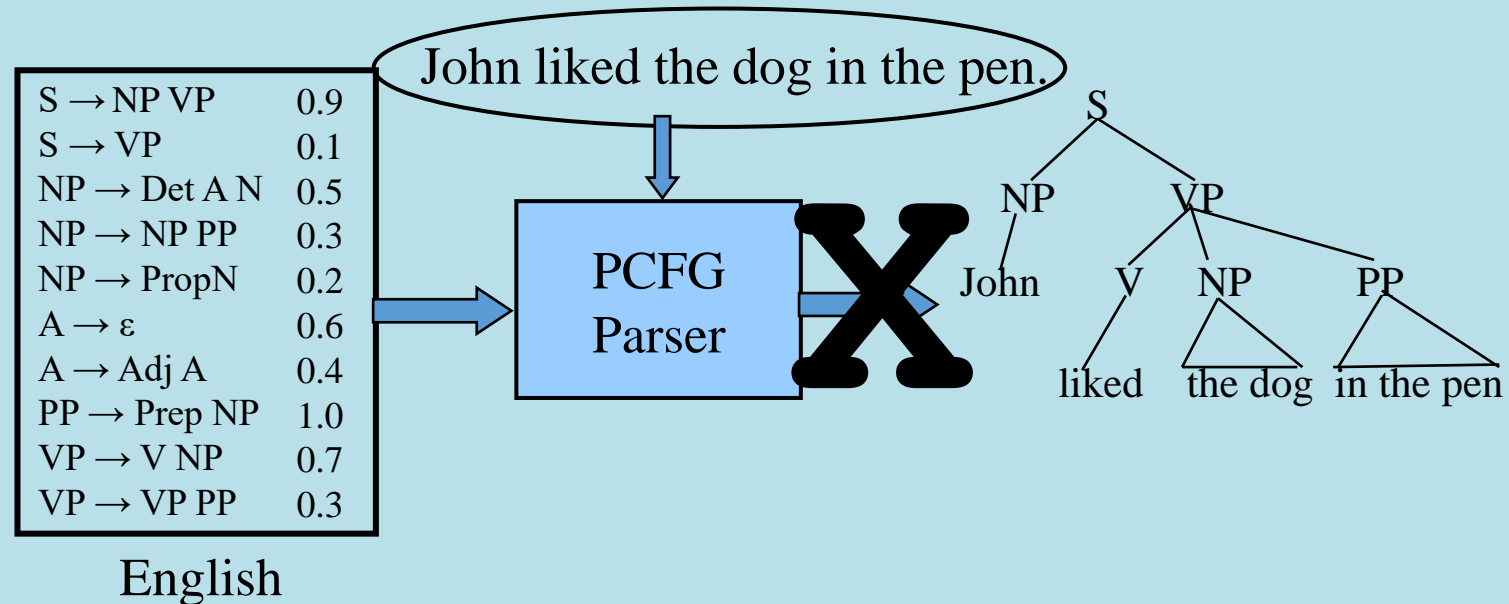 John liked the dog in the pen.
S → NP VP 0.9
S → VP 0.1
NP → Det A N 0.5
NP → NP PP 0.3
NP → PropN 0.2
A → ε 0.6
A → Adj A 0.4
PP → Prep NP 1.0
VP → V NP 0.7
VP → VP PP 0.3
English
PCFG
Parser
X
S
NP VP
John V NP PP
liked the dog in the pen